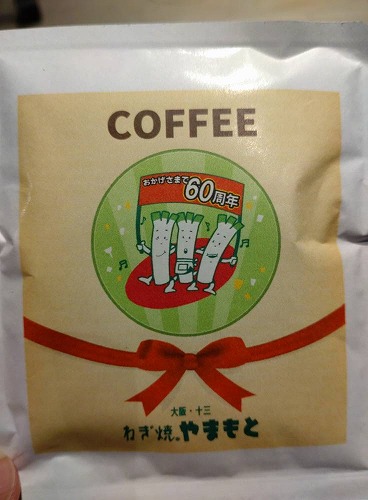 COFFEE
おかげさまで
60周年
大阪・十三
ねぎ焼®やまもと